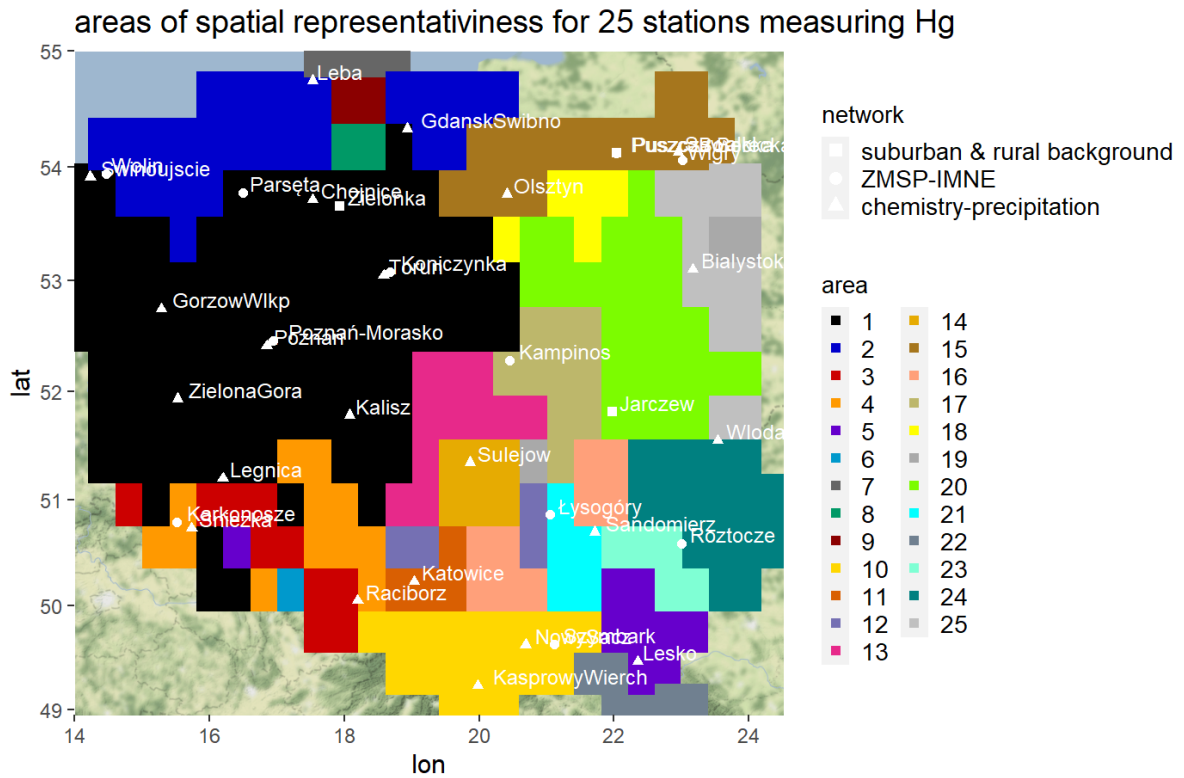 areas of spatial representativiness for 25 stations measuring Hg
55
54
53
52
51
50
49
lat
14
16
18
20
22
24
lon
Leba
GdanskSwibno
Wolin
Swinoujscie
Parsęta
Chojnice
Zielonka
Olsztyn
Wigry
Torun
Koniczynka
Bialystok
GorzowWlkp
Poznań-Morasko
Poznan
Kampinos
ZielonaGora
Kalisz
Jarczew
Wloda
Legnica
Sulejow
Karkonosze
Sniezka
Łysogóry
Sandomierz
Roztocze
Katowice
Raciborz
NowySacz
Szymbark
Lesko
KasprowyWierch
network
suburban & rural background
ZMSP-IMNE
chemistry-precipitation
area
1
2
3
4
5
6
7
8
9
10
11
12
13
14
15
16
17
18
19
20
21
22
23
24
25